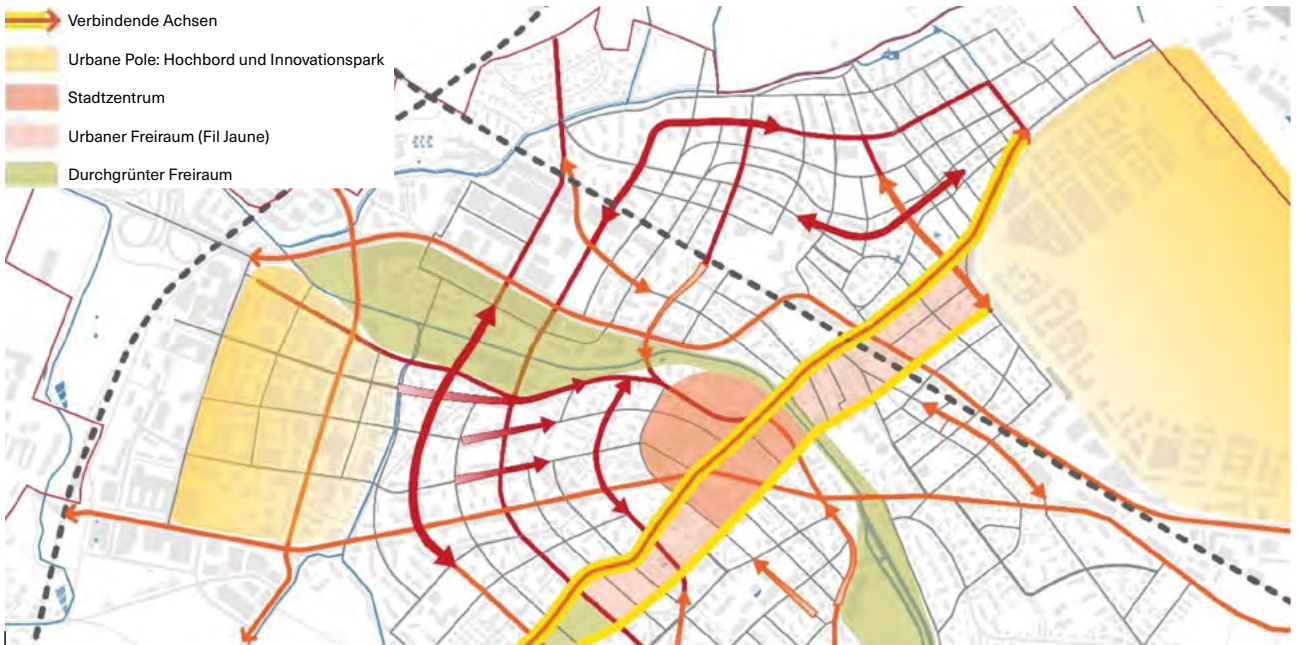 Verbindende Achsen
Urbane Pole: Hochbord und Innovationspark
Stadtzentrum
Urbaner Freiraum (Fil Jaune)
Durchgrünter Freiraum